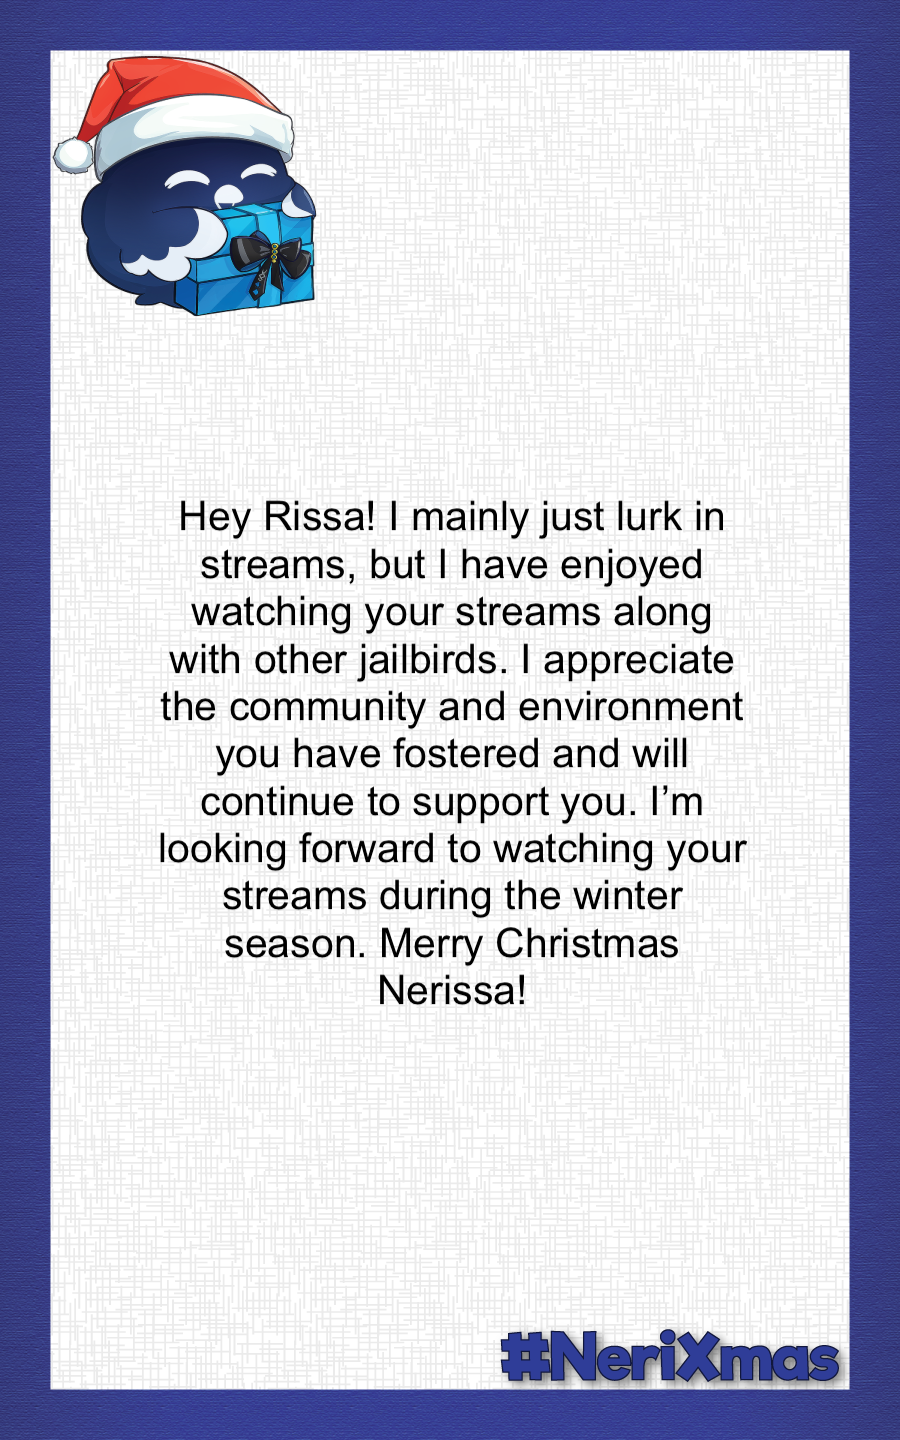 Hey Rissa! I mainly just lurk in
streams, but I have enjoyed
watching your streams along
with other jailbirds. I appreciate
the community and environment
you have fostered and will
continue to support you. I’m
looking forward to watching your
streams during the winter
season. Merry Christmas
Nerissa!
#NeriXmas